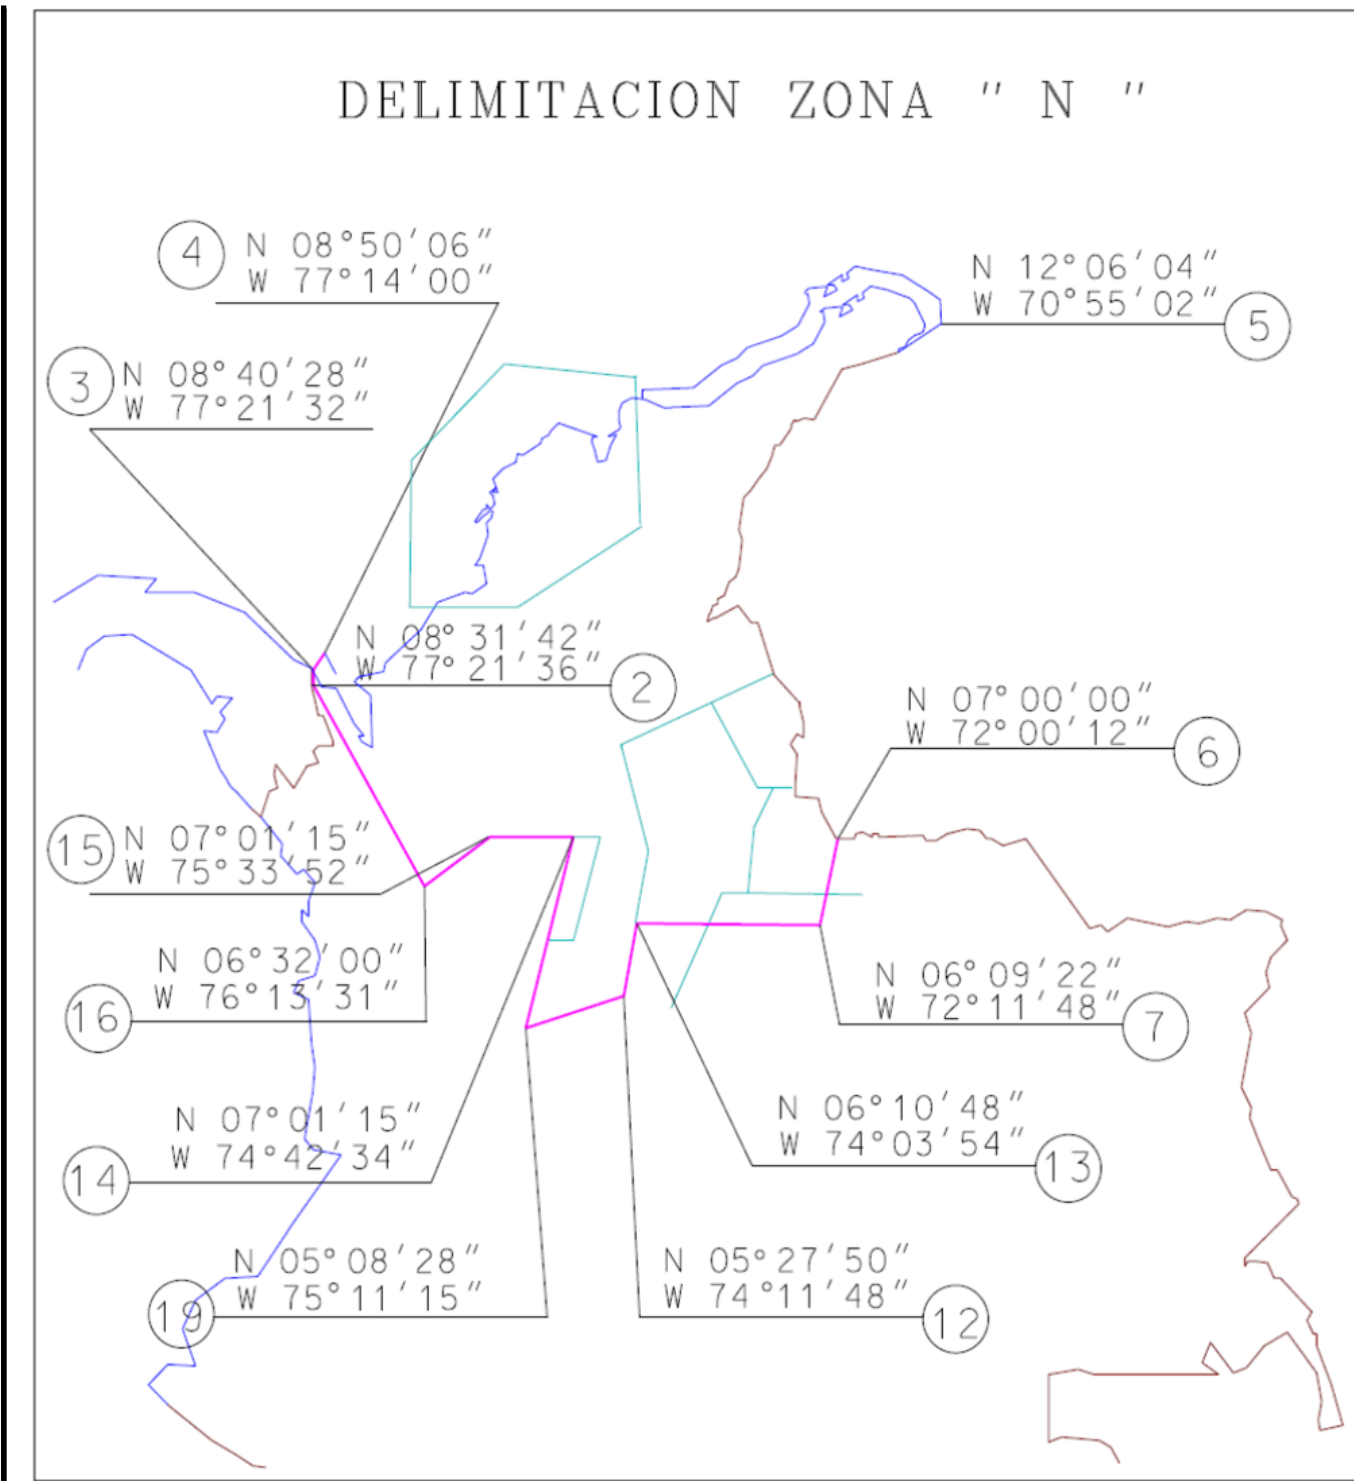 DELIMITACION ZONA " N "
4
N 08°50'06"
W 77°14'00"
N 12°06'04"
W 70°55'02"
5
3
N 08°40'28"
W 77°21'32"
N 08°31'42"
W 77°21'36"
2
N 07°00'00"
W 72°00'12"
6
15
N 07°01'15"
W 75°33'52"
N 06°32'00"
W 76°13'31"
16
N 06°09'22"
W 72°11'48"
7
N 07°01'15"
W 74°42'34"
14
N 06°10'48"
W 74°03'54"
13
N 05°08'28"
W 75°11'15"
19
N 05°27'50"
W 74°11'48"
12